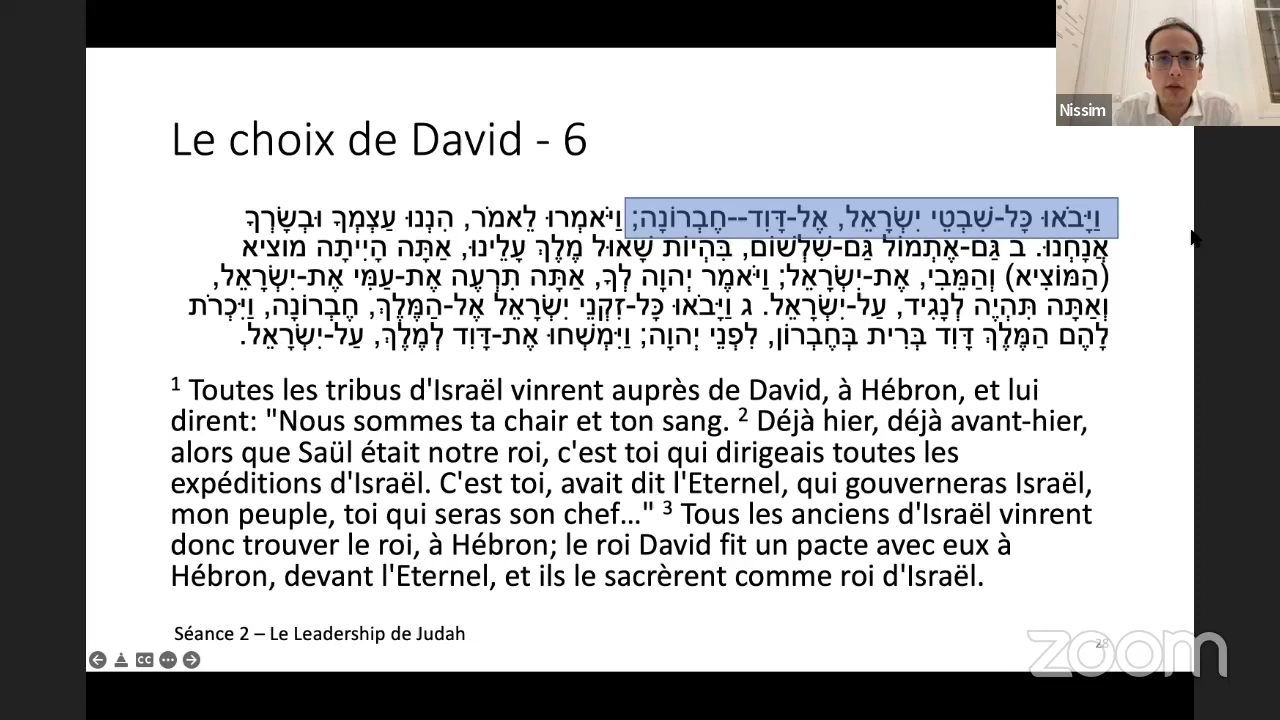 Nissim
Le choix de David - 6
וַיָּבֹאוּ כָּל-שִׁבְטֵי יִשְׂרָאֵל, אֶל-דָּוִד--חֶבְרוֹנָה; וַיֹּאמְרוּ לֵאמֹר, הִנְנוּ עַצְמְךָ וּבְשָׂרְךָ
אֲנָחְנוּ. ב גַּם-אֶתְמוֹל גַּם-שִׁלְשׁוֹם, בִּהְיוֹת שָׁאוּל מֶלֶךְ עָלֵינוּ, אַתָּה הָיִיתָה מוציא
(הַמּוֹצִיא) וְהַמֵּבִי, אֶת-יִשְׂרָאֵל; וַיֹּאמֶר יְהוָה לְךָ, אַתָּה תִרְעֶה אֶת-עַמִּי אֶת-יִשְׂרָאֵל,
וְאַתָּה תִּהְיֶה לְנָגִיד, עַל-יִשְׂרָאֵל. ג וַיָּבֹאוּ כָּל-זִקְנֵי יִשְׂרָאֵל אֶל-הַמֶּלֶךְ, חֶבְרוֹנָה, וַיִּכְרֹת
לָהֶם הַמֶּלֶךְ דָּוִד בְּרִית בְּחֶבְרוֹן, לִפְנֵי יְהוָה; וַיִּמְשְׁחוּ אֶת-דָּוִד לְמֶלֶךְ, עַל-יִשְׂרָאֵל.
¹ Toutes les tribus d'Israël vinrent auprès de David, à Hébron, et lui
dirent: "Nous sommes ta chair et ton sang. ² Déjà hier, déjà avant-hier,
alors que Saül était notre roi, c'est toi qui dirigeais toutes les
expéditions d'Israël. C'est toi, avait dit l'Eternel, qui gouverneras Israël,
mon peuple, toi qui seras son chef…" ³ Tous les anciens d'Israël vinrent
donc trouver le roi, à Hébron; le roi David fit un pacte avec eux à
Hébron, devant l'Eternel, et ils le sacrèrent comme roi d'Israël.
Séance 2 – Le Leadership de Judah
28
CC
zoom